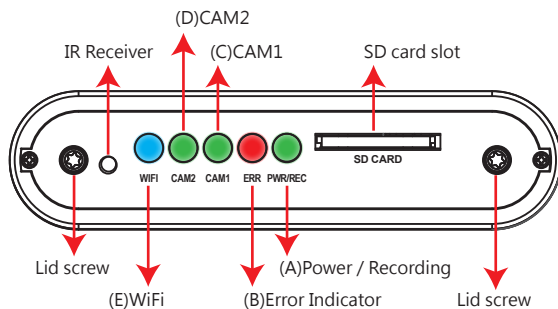 (D)CAM2
IR Receiver
(C)CAM1
SD card slot
WIFI
CAM2
CAM1
ERR
PWR/REC
SD CARD
Lid screw
(A)Power / Recording
(E)WiFi
(B)Error Indicator
Lid screw